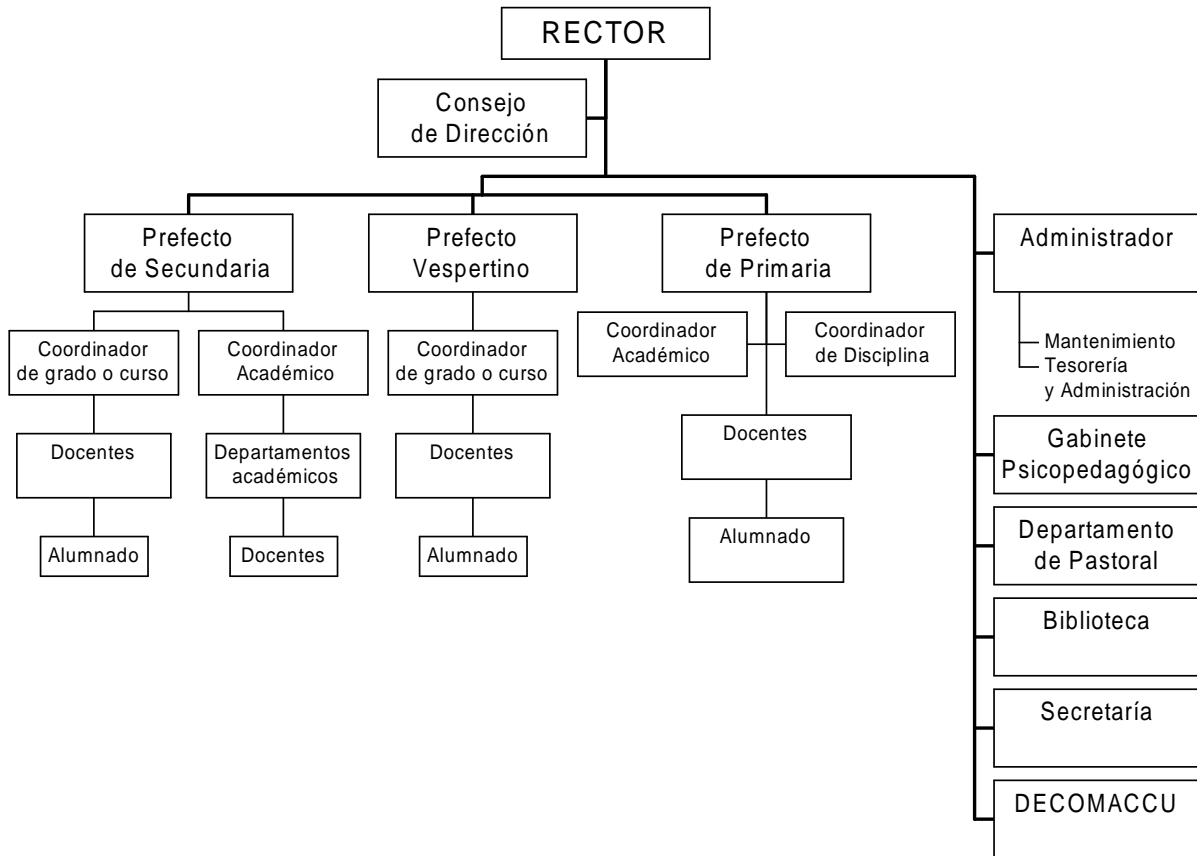 RECTOR
Consejo
de Dirección
Prefecto
de Secundaria
Prefecto
Vespertino
Prefecto
de Primaria
Administrador
Coordinador
de grado o curso
Coordinador
Académico
Coordinador
de grado o curso
Coordinador
Académico
Coordinador
de Disciplina
Mantenimiento
Tesorería
y Administración
Docentes
Departamentos
académicos
Docentes
Docentes
Gabinete
Psicopedagógico
Alumnado
Docentes
Alumnado
Alumnado
Departamento
de Pastoral
Biblioteca
Secretaría
DECOMACCU